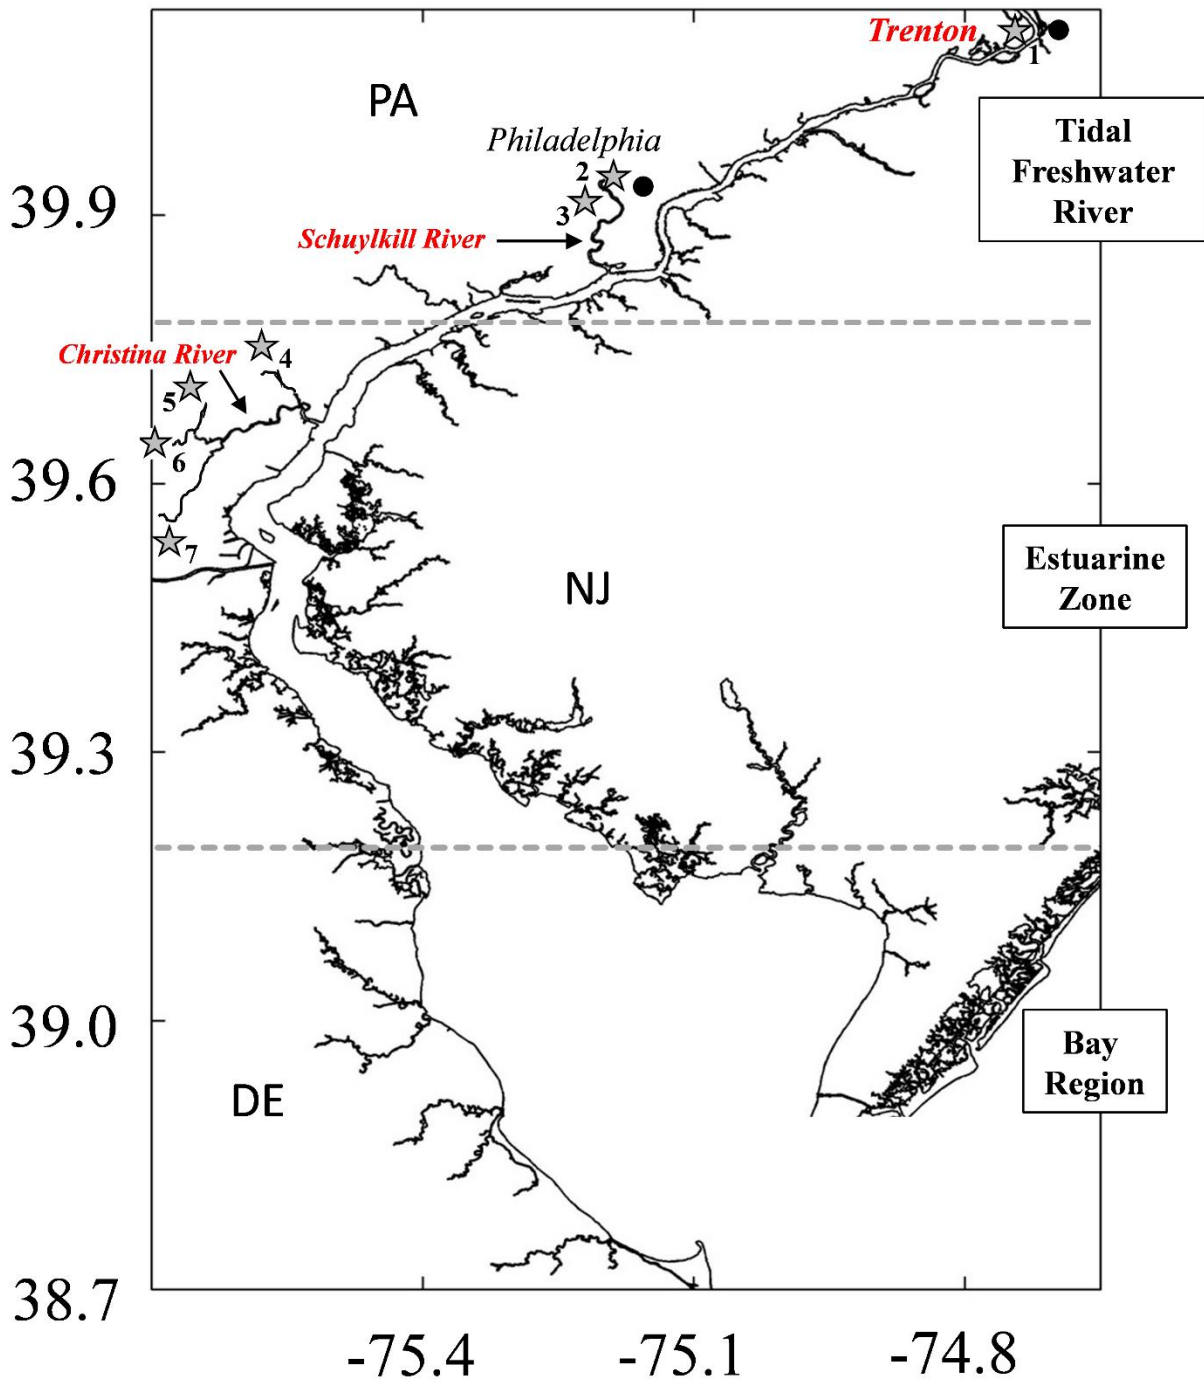 Trenton
1
PA
Tidal
Freshwater
River
Philadelphia
2
39.9
3
Schuylkill River
Christina River
4
5
6
39.6
7
Estuarine
Zone
NJ
39.3
39.0
Bay
Region
DE
38.7
-75.4
-75.1
-74.8